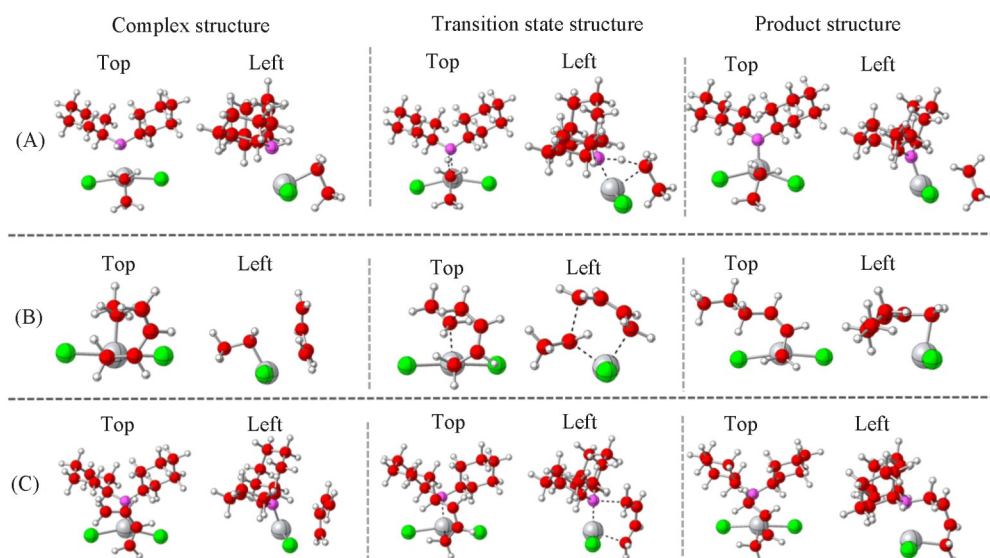 Complex structure Transition state structure Product structure
Top Left Top Left Top Left
(A)
Top Left Top Left Top Left
(B)
Top Left Top Left Top Left
(C)